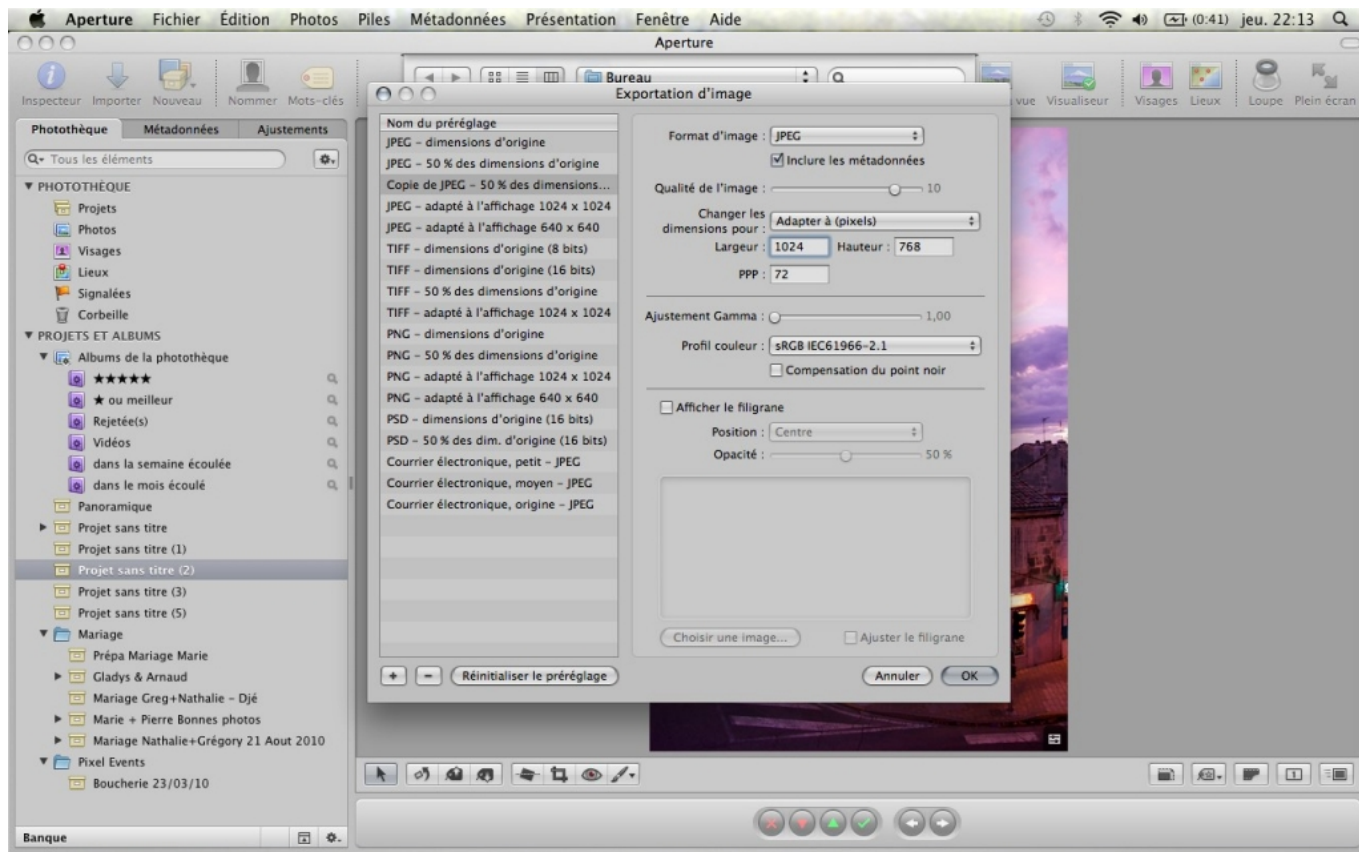 Aperture Fichier Édition Photos Piles Métadonnées Présentation Fenêtre Aide (0:41) jeu. 22:13
Aperture
Bureau
Inspecteur Importer Nouveau Nommer Mots-clés
vue Visualiseur Visages Lieux Loupe Plein écran
Exportation d'image
Photothèque Métadonnées Ajustements
Tous les éléments
PHOTOTHÈQUE
Projets
Photos
Visages
Lieux
Signalées
Corbeille
PROJETS ET ALBUMS
Albums de la photothèque
★★★★★
★ ou meilleur
Rejetée(s)
Vidéos
dans la semaine écoulée
dans le mois écoulé
Panoramique
Projet sans titre
Projet sans titre (1)
Projet sans titre (2)
Projet sans titre (3)
Projet sans titre (5)
Mariage
Prépa Mariage Marie
Gladys & Arnaud
Mariage Greg+Nathalie – Djé
Marie + Pierre Bonnes photos
Mariage Nathalie+Grégory 21 Aout 2010
Pixel Events
Boucherie 23/03/10
Banque
Nom du préréglage
JPEG – dimensions d'origine
JPEG – 50 % des dimensions d'origine
Copie de JPEG – 50 % des dimensions...
JPEG – adapté à l'affichage 1024 x 1024
JPEG – adapté à l'affichage 640 x 640
TIFF – dimensions d'origine (8 bits)
TIFF – dimensions d'origine (16 bits)
TIFF – 50 % des dimensions d'origine
TIFF – adapté à l'affichage 1024 x 1024
PNG – dimensions d'origine
PNG – 50 % des dimensions d'origine
PNG – adapté à l'affichage 1024 x 1024
PNG – adapté à l'affichage 640 x 640
PSD – dimensions d'origine (16 bits)
PSD – 50 % des dim. d'origine (16 bits)
Courrier électronique, petit – JPEG
Courrier électronique, moyen – JPEG
Courrier électronique, origine – JPEG
+ – Réinitialiser le préréglage
Format d'image : JPEG
Inclure les métadonnées
Qualité de l'image : 10
Changer les dimensions pour : Adapter à (pixels)
Largeur : 1024 Hauteur : 768
PPP : 72
Ajustement Gamma : 1,00
Profil couleur : sRGB IEC61966-2.1
Compensation du point noir
Afficher le filigrane
Position : Centre
Opacité : 50 %
Choisir une image... Ajuster le filigrane
Annuler OK